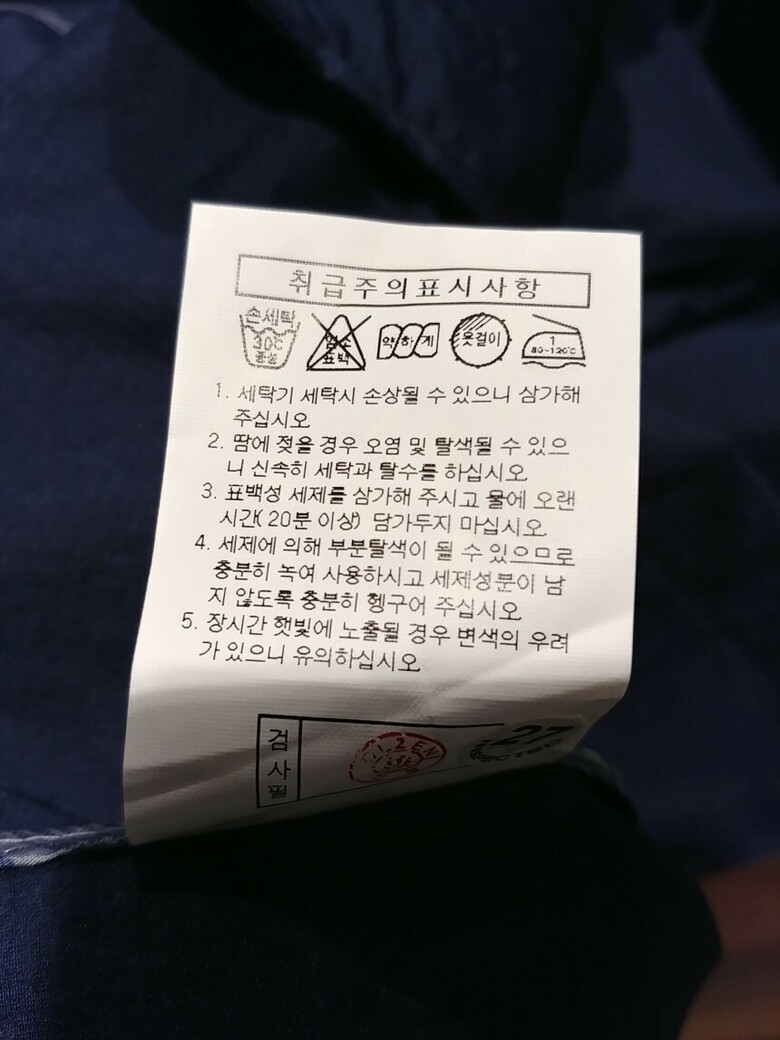 취급주의표시사항
손세탁
30℃
중성
염소
표백
약하게
옷걸이
1
80~120℃
1. 세탁기 세탁시 손상될 수 있으니 삼가해
주십시오
2. 땀에 젖을 경우 오염 및 탈색될 수 있으
니 신속히 세탁과 탈수를 하십시오
3. 표백성 세제를 삼가해 주시고 물에 오랜
시간(20분 이상) 담가두지 마십시오
4. 세제에 의해 부분탈색이 될 수 있으므로
충분히 녹여 사용하시고 세제성분이 남
지 않도록 충분히 헹구어 주십시오
5. 장시간 햇빛에 노출될 경우 변색의 우려
가 있으니 유의하십시오
검사필
27